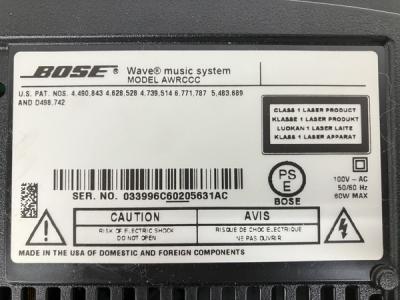 BOSE® Wave® music system
MODEL AWRCCC
U.S. PAT. NOS. 4,490,843 4,628,528 4,739,514 6,771,787 5,483,689
AND D498,742
CLASS 1 LASER PRODUCT
KLASSE 1 LASER PRODUKT
LUOKAN 1 LASER LAITE
KLASS 1 LASER APPARAT
PS
E
BOSE
100V ~ AC
50/60 Hz
60W MAX
SER. NO. 033996C60205631AC
CAUTION
RISK OF ELECTRIC SHOCK
DO NOT OPEN
AVIS
RISQUE DE CHOC ELECTRIQUE
NE PAS OUVRIR
MADE IN THE USA OF DOMESTIC AND FOREIGN COMPONENTS